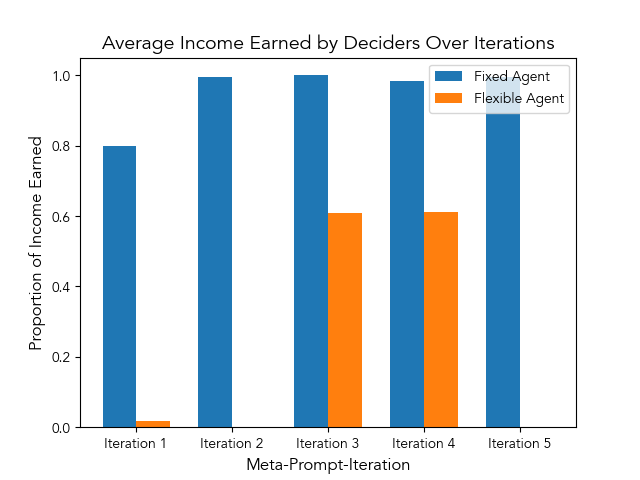 Average Income Earned by Deciders Over Iterations
Fixed Agent
Flexible Agent
Proportion of Income Earned
1.0
0.8
0.6
0.4
0.2
0.0
Iteration 1
Iteration 2
Iteration 3
Iteration 4
Iteration 5
Meta-Prompt-Iteration